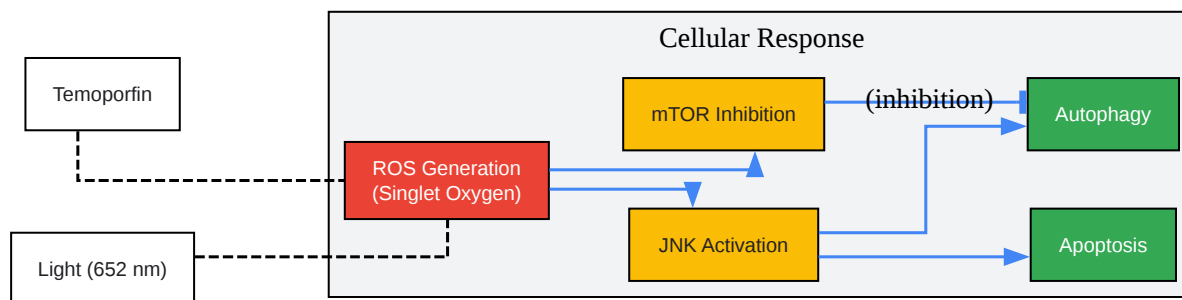 Cellular Response
Temoporfin
mTOR Inhibition
(inhibition)
Autophagy
ROS Generation
(Singlet Oxygen)
Light (652 nm)
JNK Activation
Apoptosis